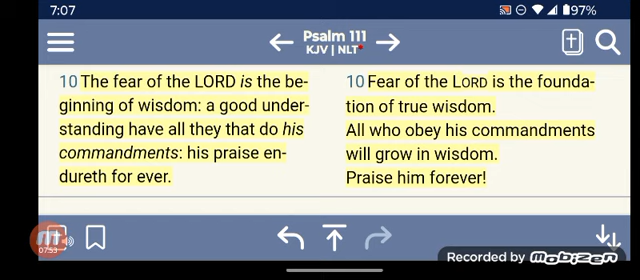 7:07
97%
Psalm 111
KJV | NLT
10 The fear of the LORD is the be-
ginning of wisdom: a good under-
standing have all they that do his
commandments: his praise en-
dureth for ever.
10 Fear of the LORD is the founda-
tion of true wisdom.
All who obey his commandments
will grow in wisdom.
Praise him forever!
07:53
Recorded by Mobizen